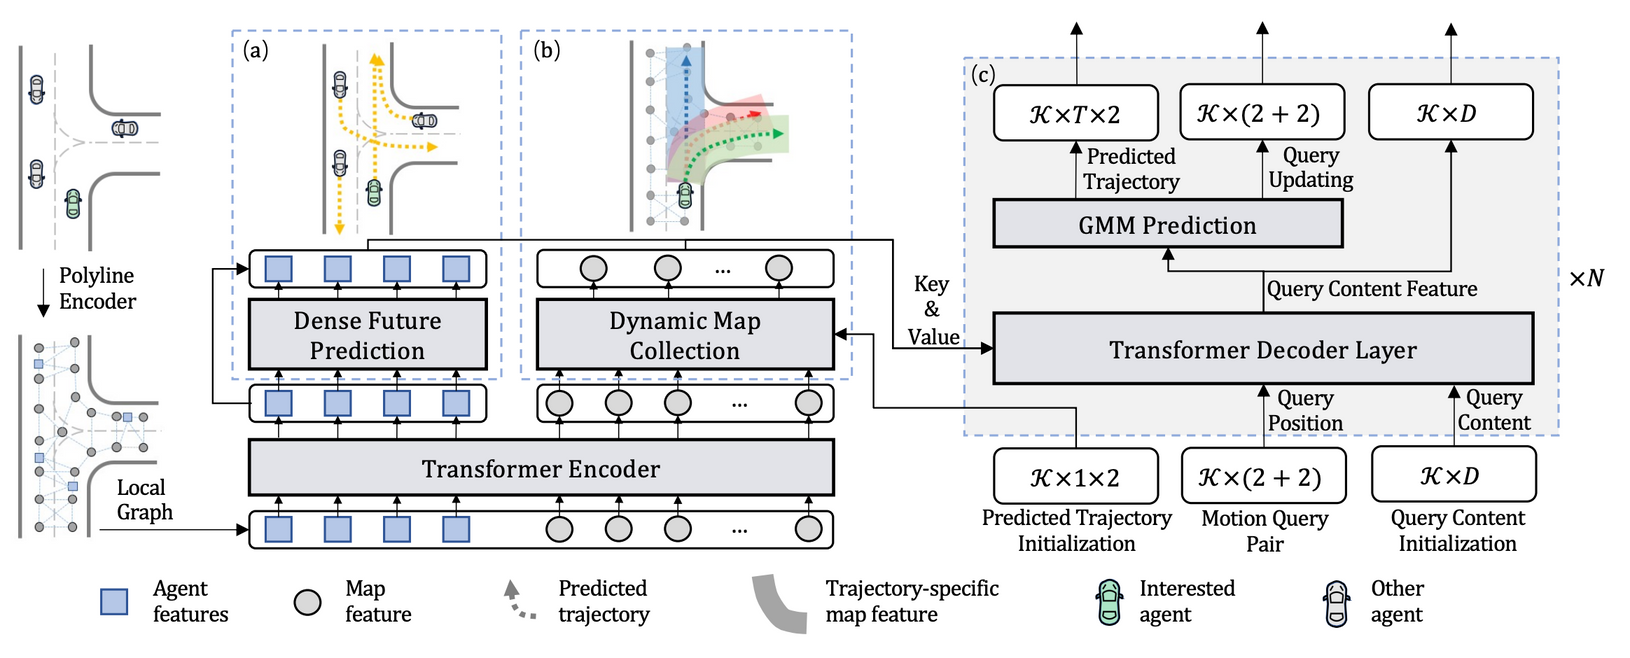 (a)
(b)
(c)
Polyline
Encoder
Local
Graph
Dense Future
Prediction
...
Dynamic Map
Collection
...
Transformer Encoder
...
Key
&
Value
𝒦×T×2
𝒦×(2 + 2)
𝒦×D
Predicted
Trajectory
Query
Updating
GMM Prediction
Query Content Feature
×N
Transformer Decoder Layer
Query
Position
Query
Content
𝒦×1×2
𝒦×(2 + 2)
𝒦×D
Predicted Trajectory
Initialization
Motion Query
Pair
Query Content
Initialization
Agent
features
Map
feature
Predicted
trajectory
Trajectory-specific
map feature
Interested
agent
Other
agent